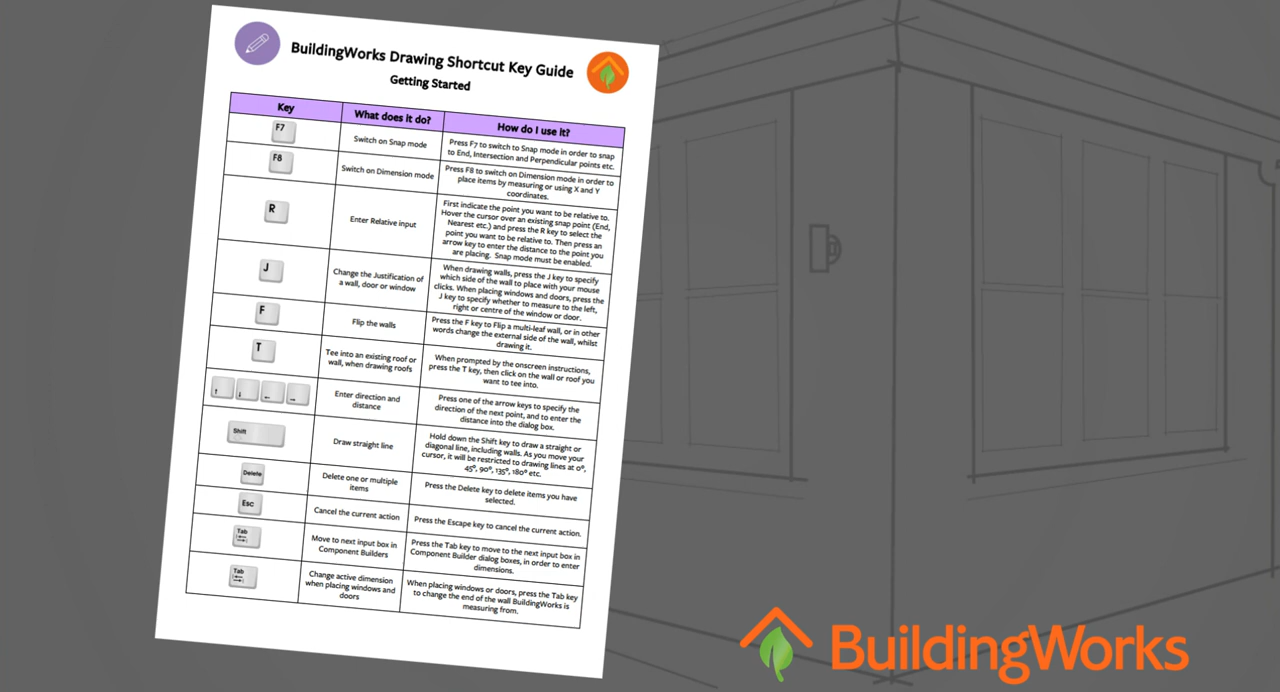 BuildingWorks Drawing Shortcut Key Guide
Getting Started
Key
What does it do?
How do I use it?
F7
Switch on Snap mode
Press F7 to switch to Snap mode in order to snap
to End, Intersection and Perpendicular points etc.
F8
Switch on Dimension mode
Press F8 to switch on Dimension mode in order to
place items by measuring or using X and Y
coordinates.
R
Enter Relative input
First indicate the point you want to be relative to.
Hover the cursor over an existing snap point (End,
Nearest etc.) and press the R key to select the
point you want to be relative to. Then press an
arrow key to enter the distance to the point you
are placing. Snap mode must be enabled.
J
Change the Justification of
a wall, door or window
When drawing walls, press the J key to specify
which side of the wall to place with your mouse
clicks. When placing windows and doors, press the
J key to specify whether to measure to the left,
right or centre of the window or door.
F
Flip the walls
Press the F key to Flip a multi-leaf wall, or in other
words change the external side of the wall, whilst
drawing it.
T
Tee into an existing roof or
wall, when drawing roofs
When prompted by the onscreen instructions,
press the T key, then click on the wall or roof you
want to tee into.
↑ ↓ ← →
Enter direction and
distance
Press one of the arrow keys to specify the
direction of the next point, and to enter the
distance into the dialog box.
Shift
Draw straight line
Hold down the Shift key to draw a straight or
diagonal line, including walls. As you move your
cursor, it will be restricted to drawing lines at 0°,
45°, 90°, 135°, 180° etc.
Delete
Delete one or multiple
items
Press the Delete key to delete items you have
selected.
Esc
Cancel the current action
Press the Escape key to cancel the current action.
Tab
Move to next input box in
Component Builders
Press the Tab key to move to the next input box in
Component Builder dialog boxes, in order to enter
dimensions.
Tab
Change active dimension
when placing windows and
doors
When placing windows or doors, press the Tab key
to change the end of the wall BuildingWorks is
measuring from.
BuildingWorks